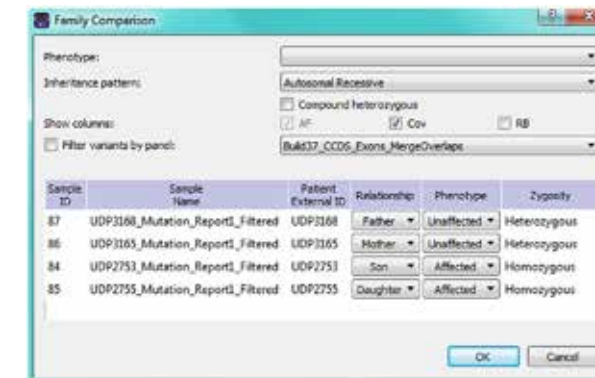 Family Comparison
Phenotype:
Inheritance pattern: Autosomal Recessive
Compound heterozygous
Show columns: AF Cov RB
Filter variants by panel: Build37_CCDS_Exons_MergeOverlaps
Sample ID Sample Name Patient External ID Relationship Phenotype Zygosity
87 UDP3168_Mutation_Report1_Filtered UDP3168 Father Unaffected Heterozygous
86 UDP3165_Mutation_Report1_Filtered UDP3165 Mother Unaffected Heterozygous
84 UDP2753_Mutation_Report1_Filtered UDP2753 Son Affected Homozygous
85 UDP2755_Mutation_Report1_Filtered UDP2755 Daughter Affected Homozygous
OK Cancel